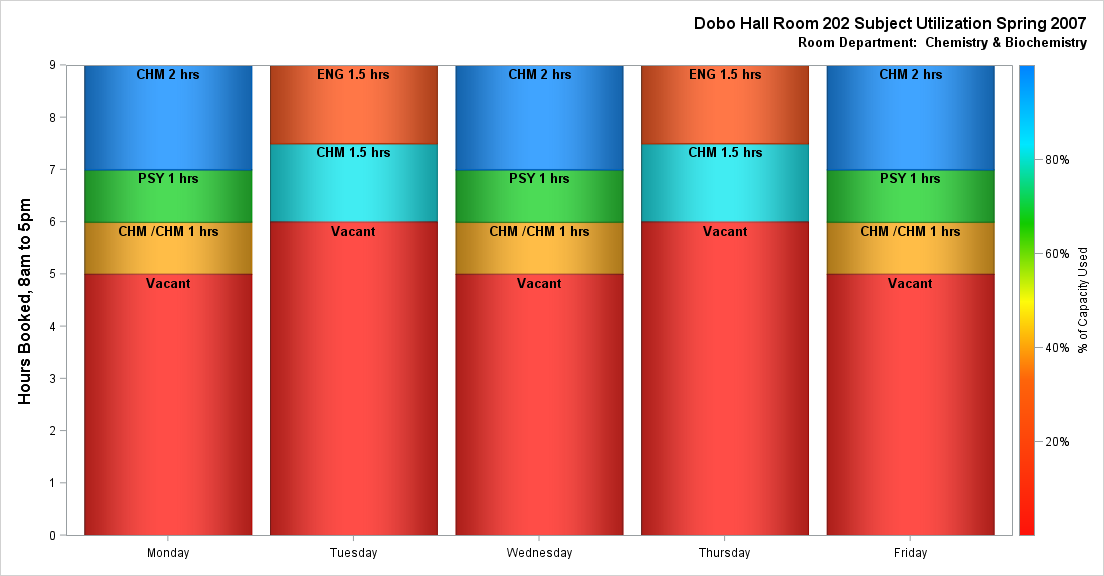 Dobo Hall Room 202 Subject Utilization Spring 2007
Room Department:  Chemistry & Biochemistry
Hours Booked, 8am to 5pm
9
8
7
6
5
4
3
2
1
0
CHM 2 hrs
PSY 1 hrs
CHM /CHM 1 hrs
Vacant
ENG 1.5 hrs
CHM 1.5 hrs
Vacant
CHM 2 hrs
PSY 1 hrs
CHM /CHM 1 hrs
Vacant
ENG 1.5 hrs
CHM 1.5 hrs
Vacant
CHM 2 hrs
PSY 1 hrs
CHM /CHM 1 hrs
Vacant
Monday
Tuesday
Wednesday
Thursday
Friday
80%
60%
40%
20%
% of Capacity Used